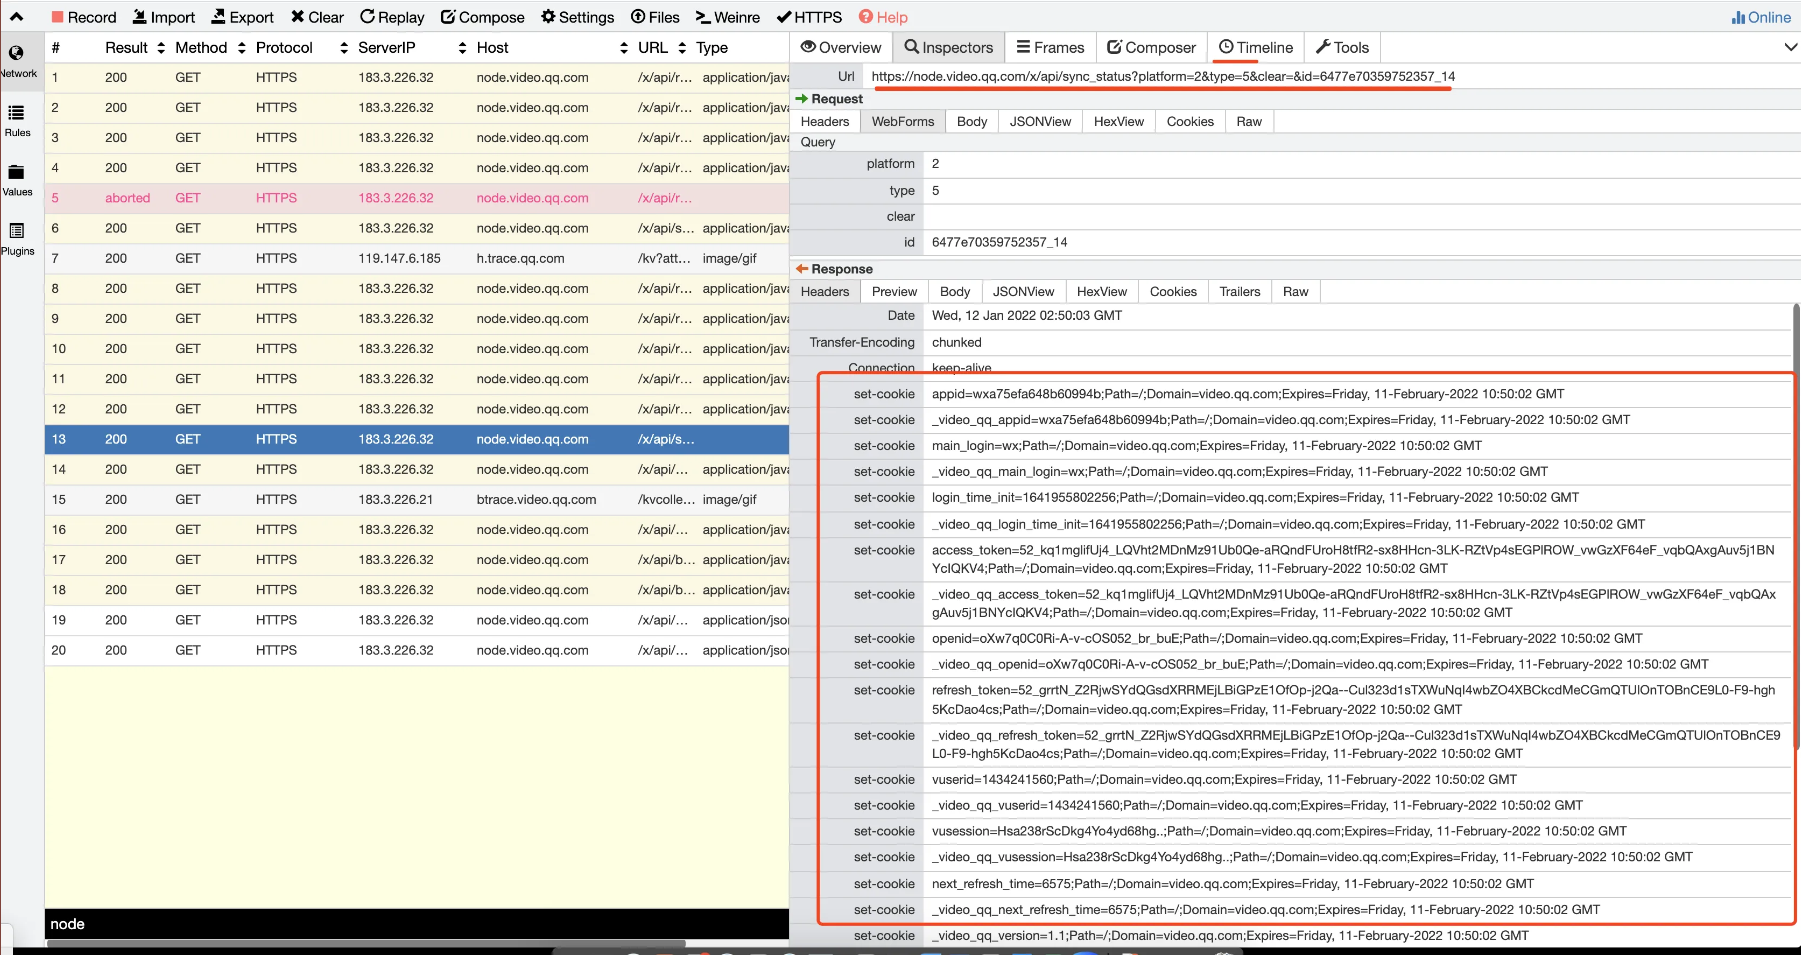 Record Import Export Clear Replay Compose Settings Files Weinre HTTPS Help Online
Network
Rules
Values
Plugins
# Result Method Protocol ServerIP Host URL Type
1 200 GET HTTPS 183.3.226.32 node.video.qq.com /x/api/r... application/java
2 200 GET HTTPS 183.3.226.32 node.video.qq.com /x/api/r... application/java
3 200 GET HTTPS 183.3.226.32 node.video.qq.com /x/api/r... application/java
4 200 GET HTTPS 183.3.226.32 node.video.qq.com /x/api/r... application/java
5 aborted GET HTTPS 183.3.226.32 node.video.qq.com /x/api/r...
6 200 GET HTTPS 183.3.226.32 node.video.qq.com /x/api/s... application/java
7 200 GET HTTPS 119.147.6.185 h.trace.qq.com /kv?att... image/gif
8 200 GET HTTPS 183.3.226.32 node.video.qq.com /x/api/r... application/java
9 200 GET HTTPS 183.3.226.32 node.video.qq.com /x/api/r... application/java
10 200 GET HTTPS 183.3.226.32 node.video.qq.com /x/api/r... application/java
11 200 GET HTTPS 183.3.226.32 node.video.qq.com /x/api/r... application/java
12 200 GET HTTPS 183.3.226.32 node.video.qq.com /x/api/r... application/java
13 200 GET HTTPS 183.3.226.32 node.video.qq.com /x/api/s...
14 200 GET HTTPS 183.3.226.32 node.video.qq.com /x/api/... application/java
15 200 GET HTTPS 183.3.226.21 btrace.video.qq.com /kvcolle... image/gif
16 200 GET HTTPS 183.3.226.32 node.video.qq.com /x/api/... application/java
17 200 GET HTTPS 183.3.226.32 node.video.qq.com /x/api/b... application/java
18 200 GET HTTPS 183.3.226.32 node.video.qq.com /x/api/b... application/java
19 200 GET HTTPS 183.3.226.32 node.video.qq.com /x/api/... application/jso
20 200 GET HTTPS 183.3.226.32 node.video.qq.com /x/api/... application/jso
node
Overview Inspectors Frames Composer Timeline Tools
Url https://node.video.qq.com/x/api/sync_status?platform=2&type=5&clear=&id=6477e70359752357_14
Request
Headers WebForms Body JSONView HexView Cookies Raw
Query
platform 2
type 5
clear
id 6477e70359752357_14
Response
Headers Preview Body JSONView HexView Cookies Trailers Raw
Date Wed, 12 Jan 2022 02:50:03 GMT
Transfer-Encoding chunked
Connection keep-alive
set-cookie appid=wxa75efa648b60994b;Path=/;Domain=video.qq.com;Expires=Friday, 11-February-2022 10:50:02 GMT
set-cookie _video_qq_appid=wxa75efa648b60994b;Path=/;Domain=video.qq.com;Expires=Friday, 11-February-2022 10:50:02 GMT
set-cookie main_login=wx;Path=/;Domain=video.qq.com;Expires=Friday, 11-February-2022 10:50:02 GMT
set-cookie _video_qq_main_login=wx;Path=/;Domain=video.qq.com;Expires=Friday, 11-February-2022 10:50:02 GMT
set-cookie login_time_init=1641955802256;Path=/;Domain=video.qq.com;Expires=Friday, 11-February-2022 10:50:02 GMT
set-cookie _video_qq_login_time_init=1641955802256;Path=/;Domain=video.qq.com;Expires=Friday, 11-February-2022 10:50:02 GMT
set-cookie access_token=52_kq1mglifUj4_LQVht2MDnMz91Ub0Qe-aRQndFUroH8tfR2-sx8HHcn-3LK-RZtVp4sEGPlROW_vwGzXF64eF_vqbQAxgAuv5j1BN
YcIQKV4;Path=/;Domain=video.qq.com;Expires=Friday, 11-February-2022 10:50:02 GMT
set-cookie _video_qq_access_token=52_kq1mglifUj4_LQVht2MDnMz91Ub0Qe-aRQndFUroH8tfR2-sx8HHcn-3LK-RZtVp4sEGPlROW_vwGzXF64eF_vqbQAx
gAuv5j1BNYcIQKV4;Path=/;Domain=video.qq.com;Expires=Friday, 11-February-2022 10:50:02 GMT
set-cookie openid=oXw7q0C0Ri-A-v-cOS052_br_buE;Path=/;Domain=video.qq.com;Expires=Friday, 11-February-2022 10:50:02 GMT
set-cookie _video_qq_openid=oXw7q0C0Ri-A-v-cOS052_br_buE;Path=/;Domain=video.qq.com;Expires=Friday, 11-February-2022 10:50:02 GMT
set-cookie refresh_token=52_grrtN_Z2RjwSYdQGsdXRRMEjLBiGPzE1OfOp-j2Qa--Cul323d1sTXWuNqI4wbZO4XBCkcdMeCGmQTUlOnTOBnCE9L0-F9-hgh
5KcDao4cs;Path=/;Domain=video.qq.com;Expires=Friday, 11-February-2022 10:50:02 GMT
set-cookie _video_qq_refresh_token=52_grrtN_Z2RjwSYdQGsdXRRMEjLBiGPzE1OfOp-j2Qa--Cul323d1sTXWuNqI4wbZO4XBCkcdMeCGmQTUlOnTOBnCE9
L0-F9-hgh5KcDao4cs;Path=/;Domain=video.qq.com;Expires=Friday, 11-February-2022 10:50:02 GMT
set-cookie vuserid=1434241560;Path=/;Domain=video.qq.com;Expires=Friday, 11-February-2022 10:50:02 GMT
set-cookie _video_qq_vuserid=1434241560;Path=/;Domain=video.qq.com;Expires=Friday, 11-February-2022 10:50:02 GMT
set-cookie vusession=Hsa238rScDkg4Yo4yd68hg..;Path=/;Domain=video.qq.com;Expires=Friday, 11-February-2022 10:50:02 GMT
set-cookie _video_qq_vusession=Hsa238rScDkg4Yo4yd68hg..;Path=/;Domain=video.qq.com;Expires=Friday, 11-February-2022 10:50:02 GMT
set-cookie next_refresh_time=6575;Path=/;Domain=video.qq.com;Expires=Friday, 11-February-2022 10:50:02 GMT
set-cookie _video_qq_next_refresh_time=6575;Path=/;Domain=video.qq.com;Expires=Friday, 11-February-2022 10:50:02 GMT
set-cookie _video_qq_version=1.1;Path=/;Domain=video.qq.com;Expires=Friday, 11-February-2022 10:50:02 GMT